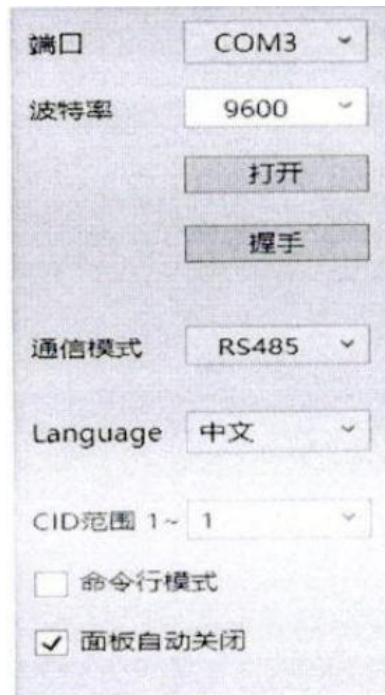 端口 COM3
波特率 9600
打开
握手
通信模式 RS485
Language 中文
CID范围 1~ 1
命令行模式
面板自动关闭